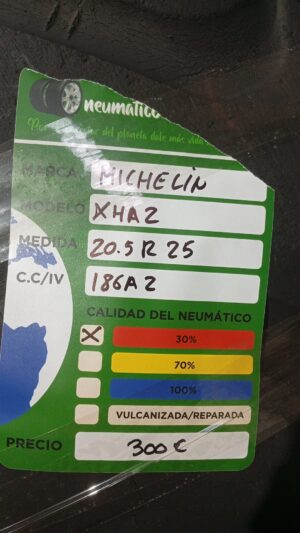 neumatico
del planeta dale más vida
MARCA MICHELIN
MODELO XHA2
MEDIDA 20.5 R 25
C.C/IV 186A2
CALIDAD DEL NEUMÁTICO
X 30%
70%
100%
VULCANIZADA/REPARADA
PRECIO 300 €